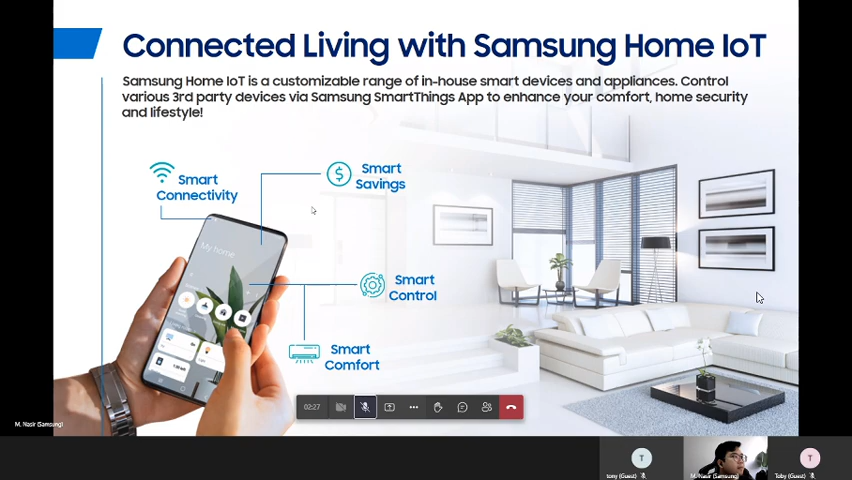 Connected Living with Samsung Home IoT
Samsung Home IoT is a customizable range of in-house smart devices and appliances. Control
various 3rd party devices via Samsung SmartThings App to enhance your comfort, home security
and lifestyle!
Smart
Connectivity
Smart
Savings
My home
Smart
Control
Smart
Comfort
02:27
M. Nasir (Samsung)
T
T
tony (Guest)
M. Nasir (Samsung)
Toby (Guest)